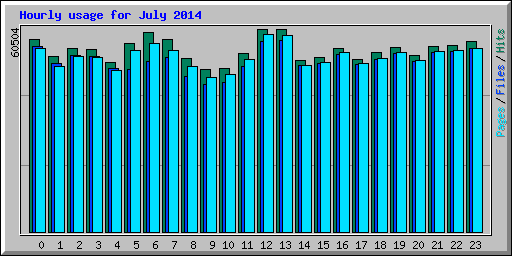 Hourly usage for July 2014
60504
Pages/Files/Hits
0 1 2 3 4 5 6 7 8 9 10 11 12 13 14 15 16 17 18 19 20 21 22 23